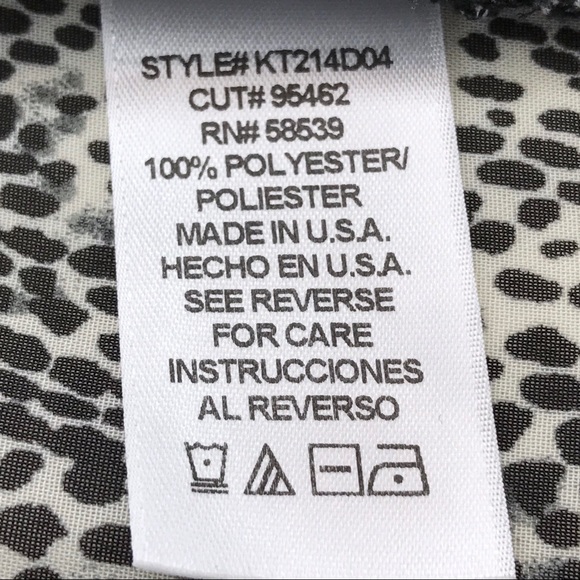 STYLE# KT214D04
CUT# 95462
RN# 58539
100% POLYESTER/
POLIESTER
MADE IN U.S.A.
HECHO EN U.S.A.
SEE REVERSE
FOR CARE
INSTRUCCIONES
AL REVERSO